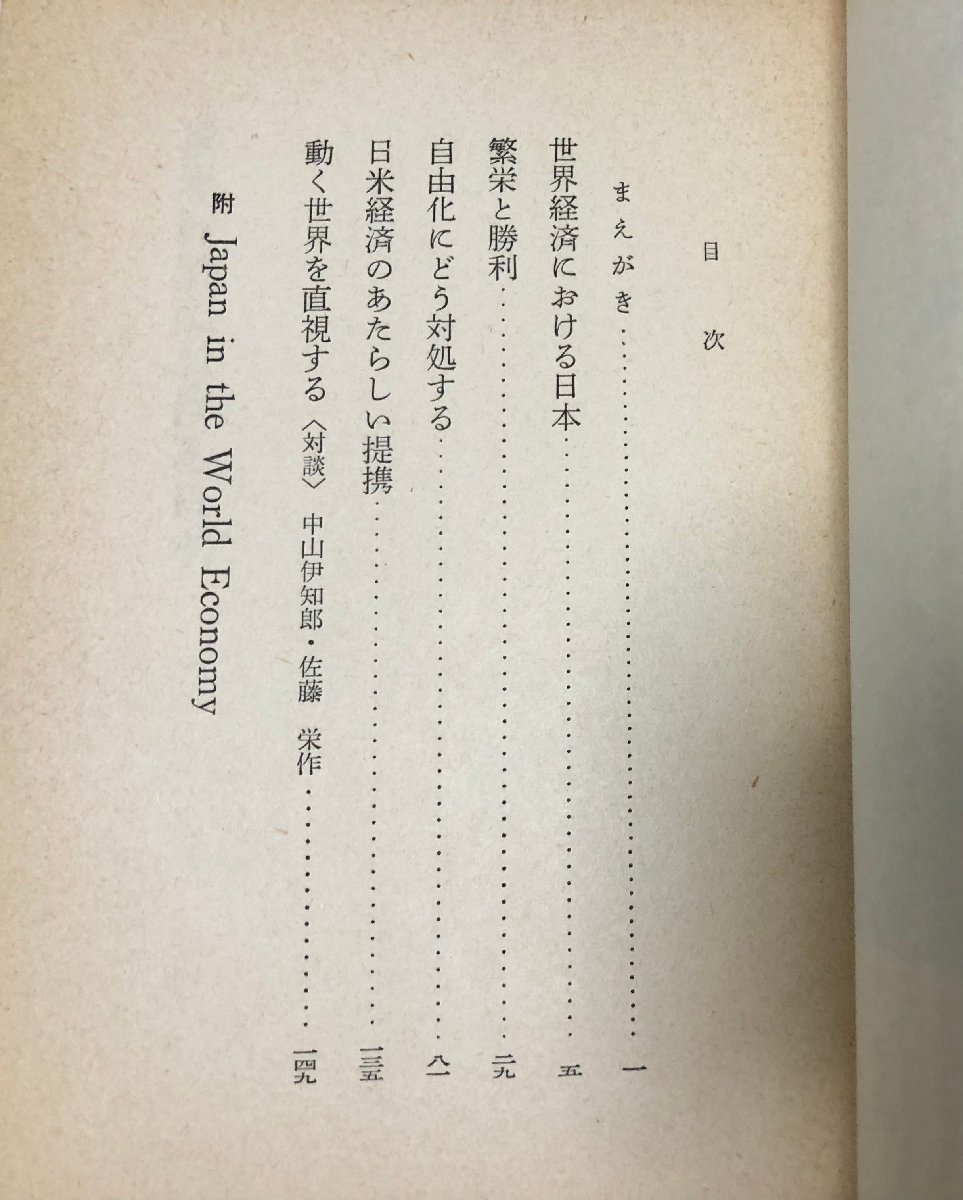 目次
まえがき……………………………一
世界経済における日本……………………………五
繁栄と勝利……………………………二九
自由化にどう対処する……………………………八一
日米経済のあたらしい提携……………………………一三五
動く世界を直視する〈対談〉 中山伊知郎・佐藤 栄作……………………………一四九
附 Japan in the World Economy